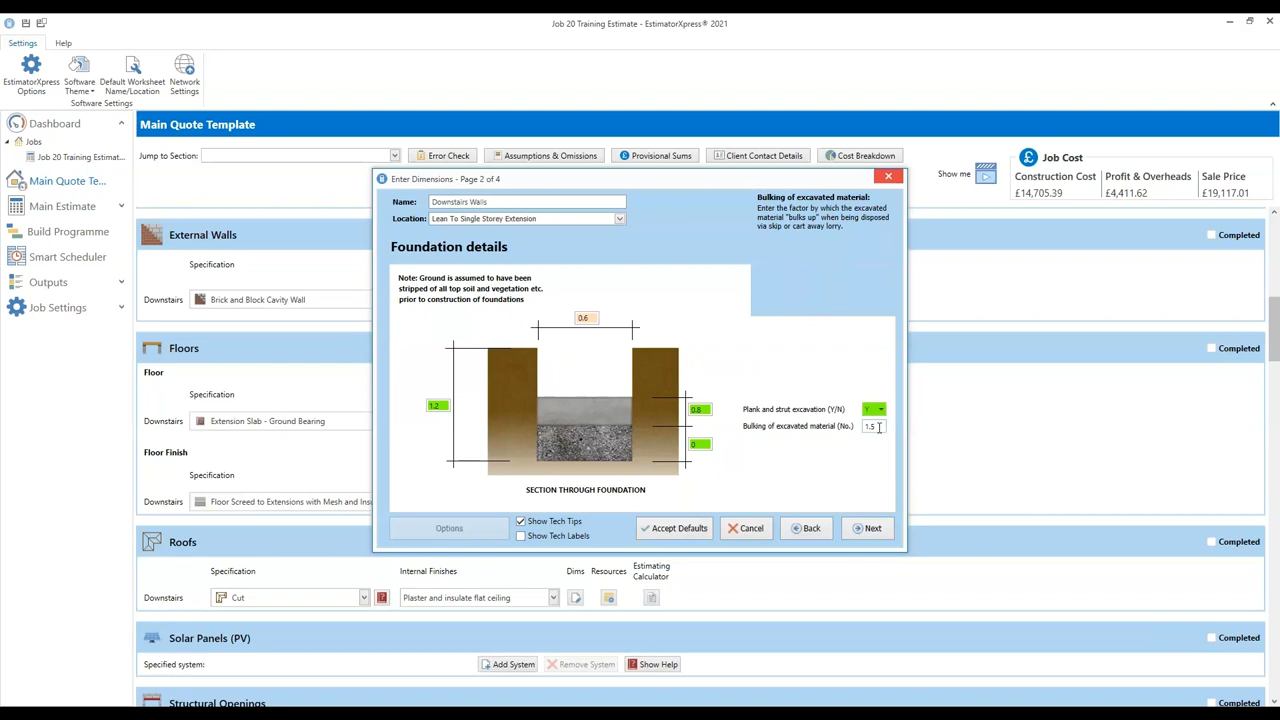 Job 20 Training Estimate - EstimatorXpress® 2021
Settings
Help
EstimatorXpress Options
Software Theme
Default Worksheet Name/Location
Network Settings
Software Settings
Dashboard
Jobs
Job 20 Training Estimat...
Main Quote Te...
Main Estimate
Build Programme
Smart Scheduler
Outputs
Job Settings
Main Quote Template
Jump to Section:
Error Check
Assumptions & Omissions
Provisional Sums
Client Contact Details
Cost Breakdown
Show me
Job Cost
Construction Cost
Profit & Overheads
Sale Price
£14,705.39
£4,411.62
£19,117.01
External Walls
Completed
Specification
Downstairs
Brick and Block Cavity Wall
Floors
Completed
Floor
Specification
Downstairs
Extension Slab - Ground Bearing
Floor Finish
Specification
Downstairs
Floor Screed to Extensions with Mesh and Ins
Roofs
Completed
Specification
Internal Finishes
Dims
Resources
Estimating Calculator
Downstairs
Cut
Plaster and insulate flat ceiling
Solar Panels (PV)
Completed
Specified system:
Add System
Remove System
Show Help
Structural Openings
Completed
Enter Dimensions - Page 2 of 4
Name:
Downstairs Walls
Location:
Lean To Single Storey Extension
Bulking of excavated material:
Enter the factor by which the excavated
material "bulks up" when being disposed
via skip or cart away lorry.
Foundation details
Note: Ground is assumed to have been
stripped of all top soil and vegetation etc.
prior to construction of foundations
0.6
1.2
0.8
0
Plank and strut excavation (Y/N)
Y
Bulking of excavated material (No.)
1.5
SECTION THROUGH FOUNDATION
Options
Show Tech Tips
Show Tech Labels
Accept Defaults
Cancel
Back
Next